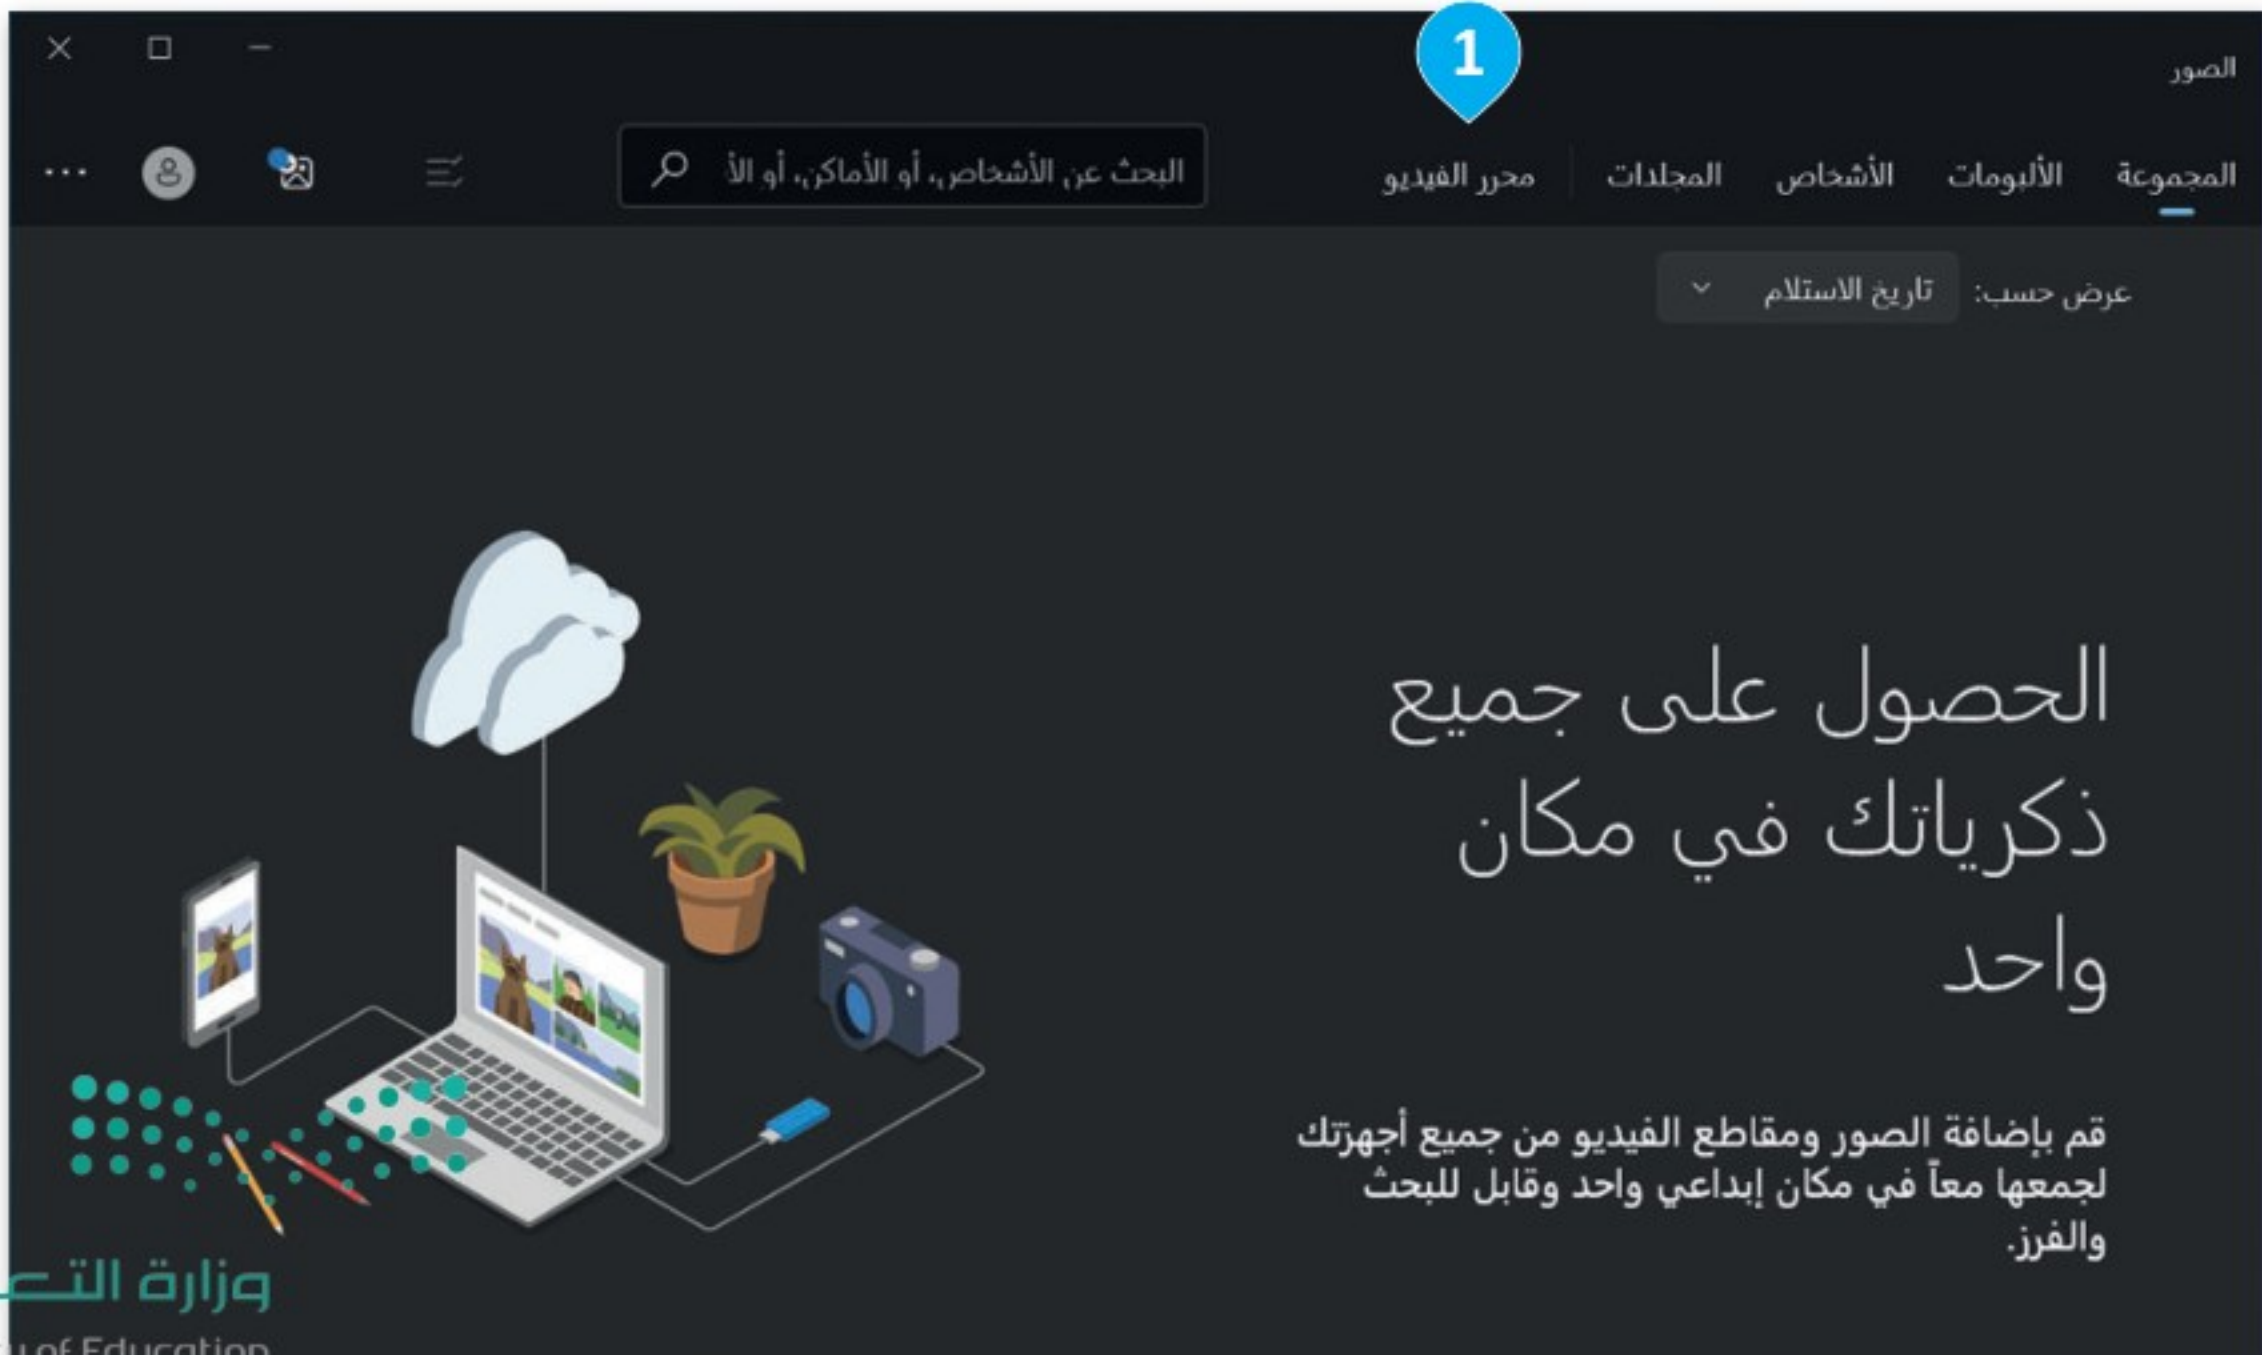 1
الصور
المجموعة الألبومات الأشخاص المجلدات محرر الفيديو البحث عن الأشخاص، أو الأماكن، أو الأ
عرض حسب: تاريخ الاستلام
الحصول على جميع
ذكرياتك في مكان
واحد
قم بإضافة الصور ومقاطع الفيديو من جميع أجهزتك
لجمعها معاً في مكان إبداعي واحد وقابل للبحث
والفرز.
وزارة التـعـ
of Education